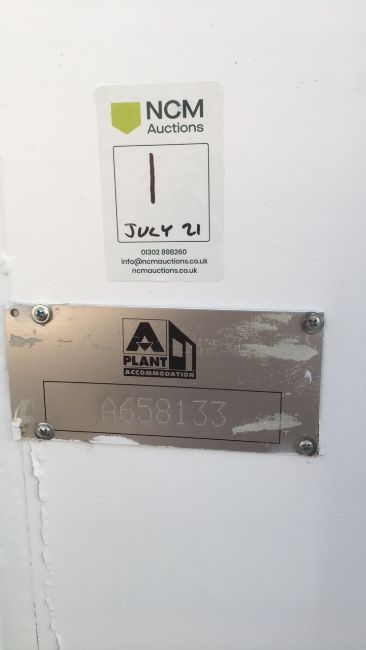 NCM
Auctions
1
JULY 21
01302 898260
info@ncmauctions.co.uk
ncmauctions.co.uk
A
PLANT
ACCOMMODATION
A658133